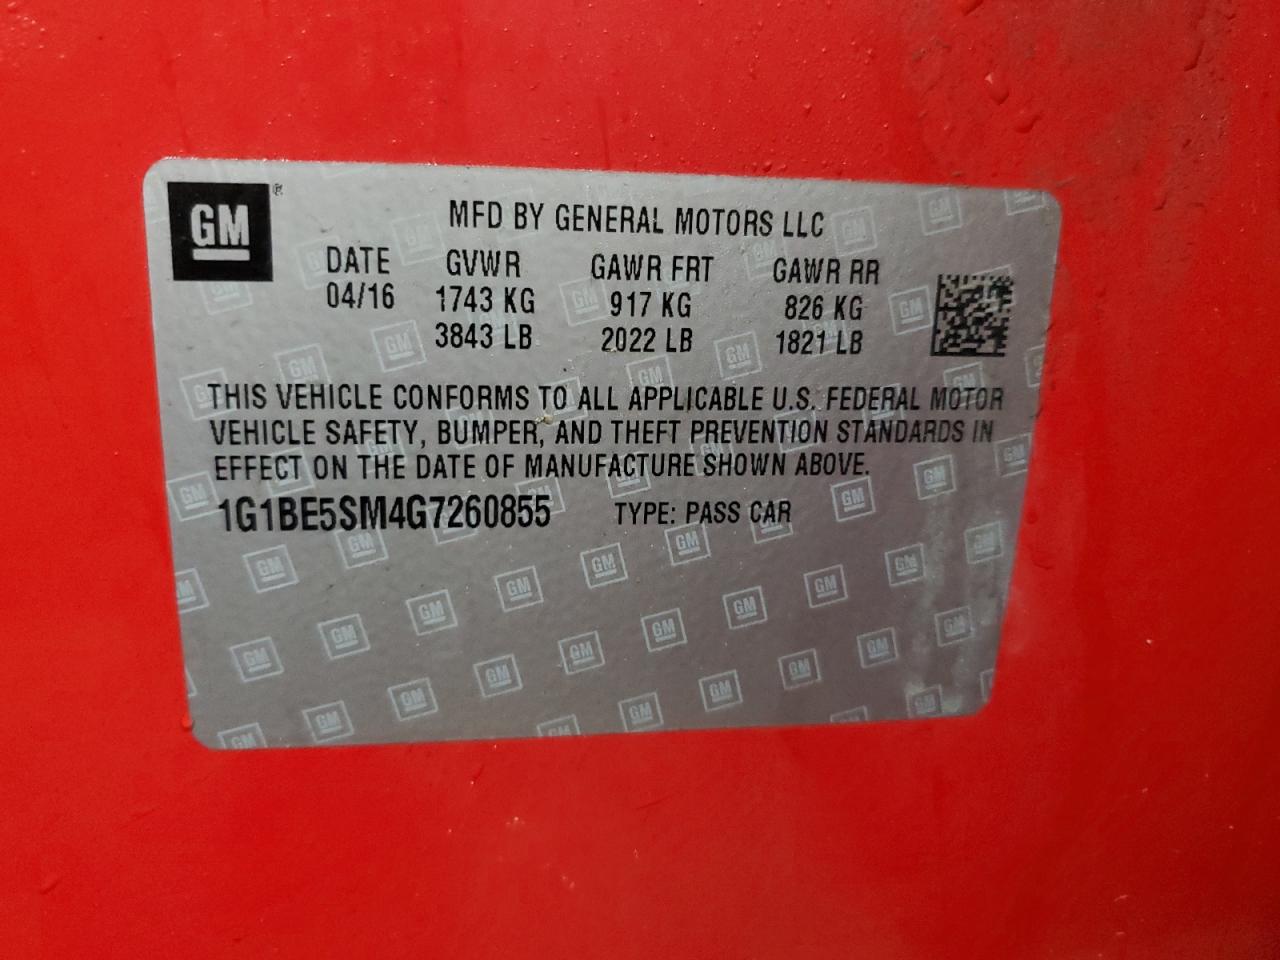 GM ®
MFD BY GENERAL MOTORS LLC
DATE GVWR GAWR FRT GAWR RR
04/16 1743 KG 917 KG 826 KG
3843 LB 2022 LB 1821 LB
THIS VEHICLE CONFORMS TO ALL APPLICABLE U.S. FEDERAL MOTOR
VEHICLE SAFETY, BUMPER, AND THEFT PREVENTION STANDARDS IN
EFFECT ON THE DATE OF MANUFACTURE SHOWN ABOVE.
1G1BE5SM4G7260855 TYPE: PASS CAR